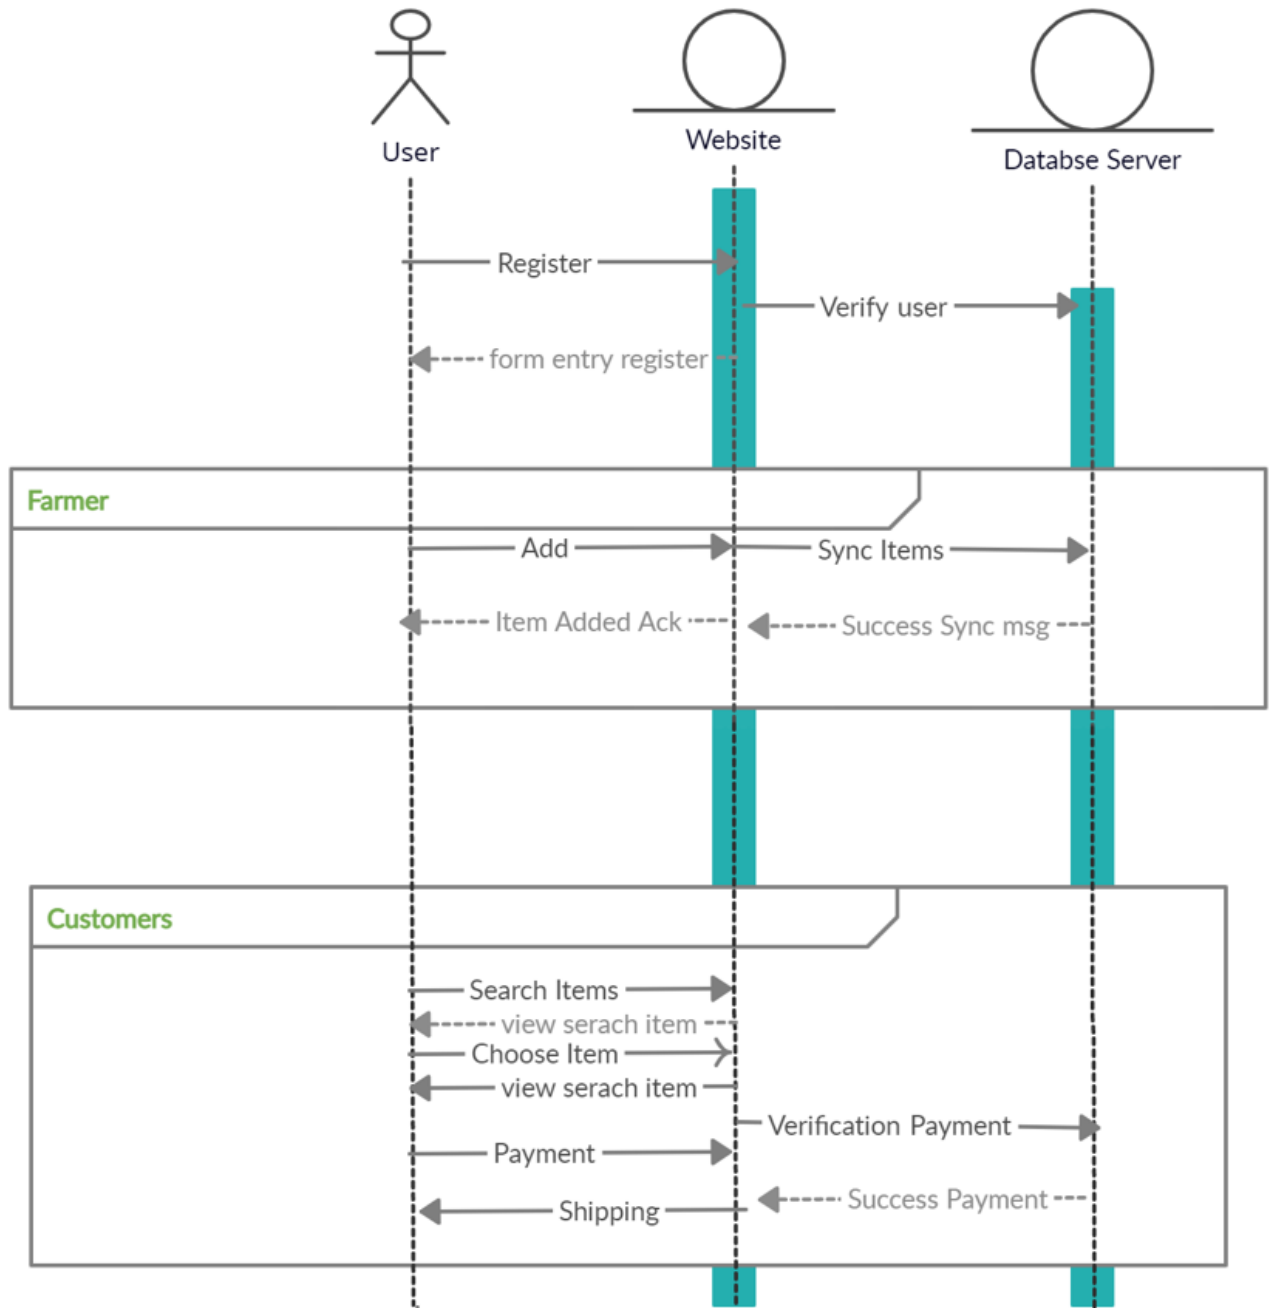 User
Website
Databse Server
Register
Verify user
form entry register
Farmer
Add
Sync Items
Item Added Ack
Success Sync msg
Customers
Search Items
view serach item
Choose Item
view serach item
Verification Payment
Payment
Success Payment
Shipping